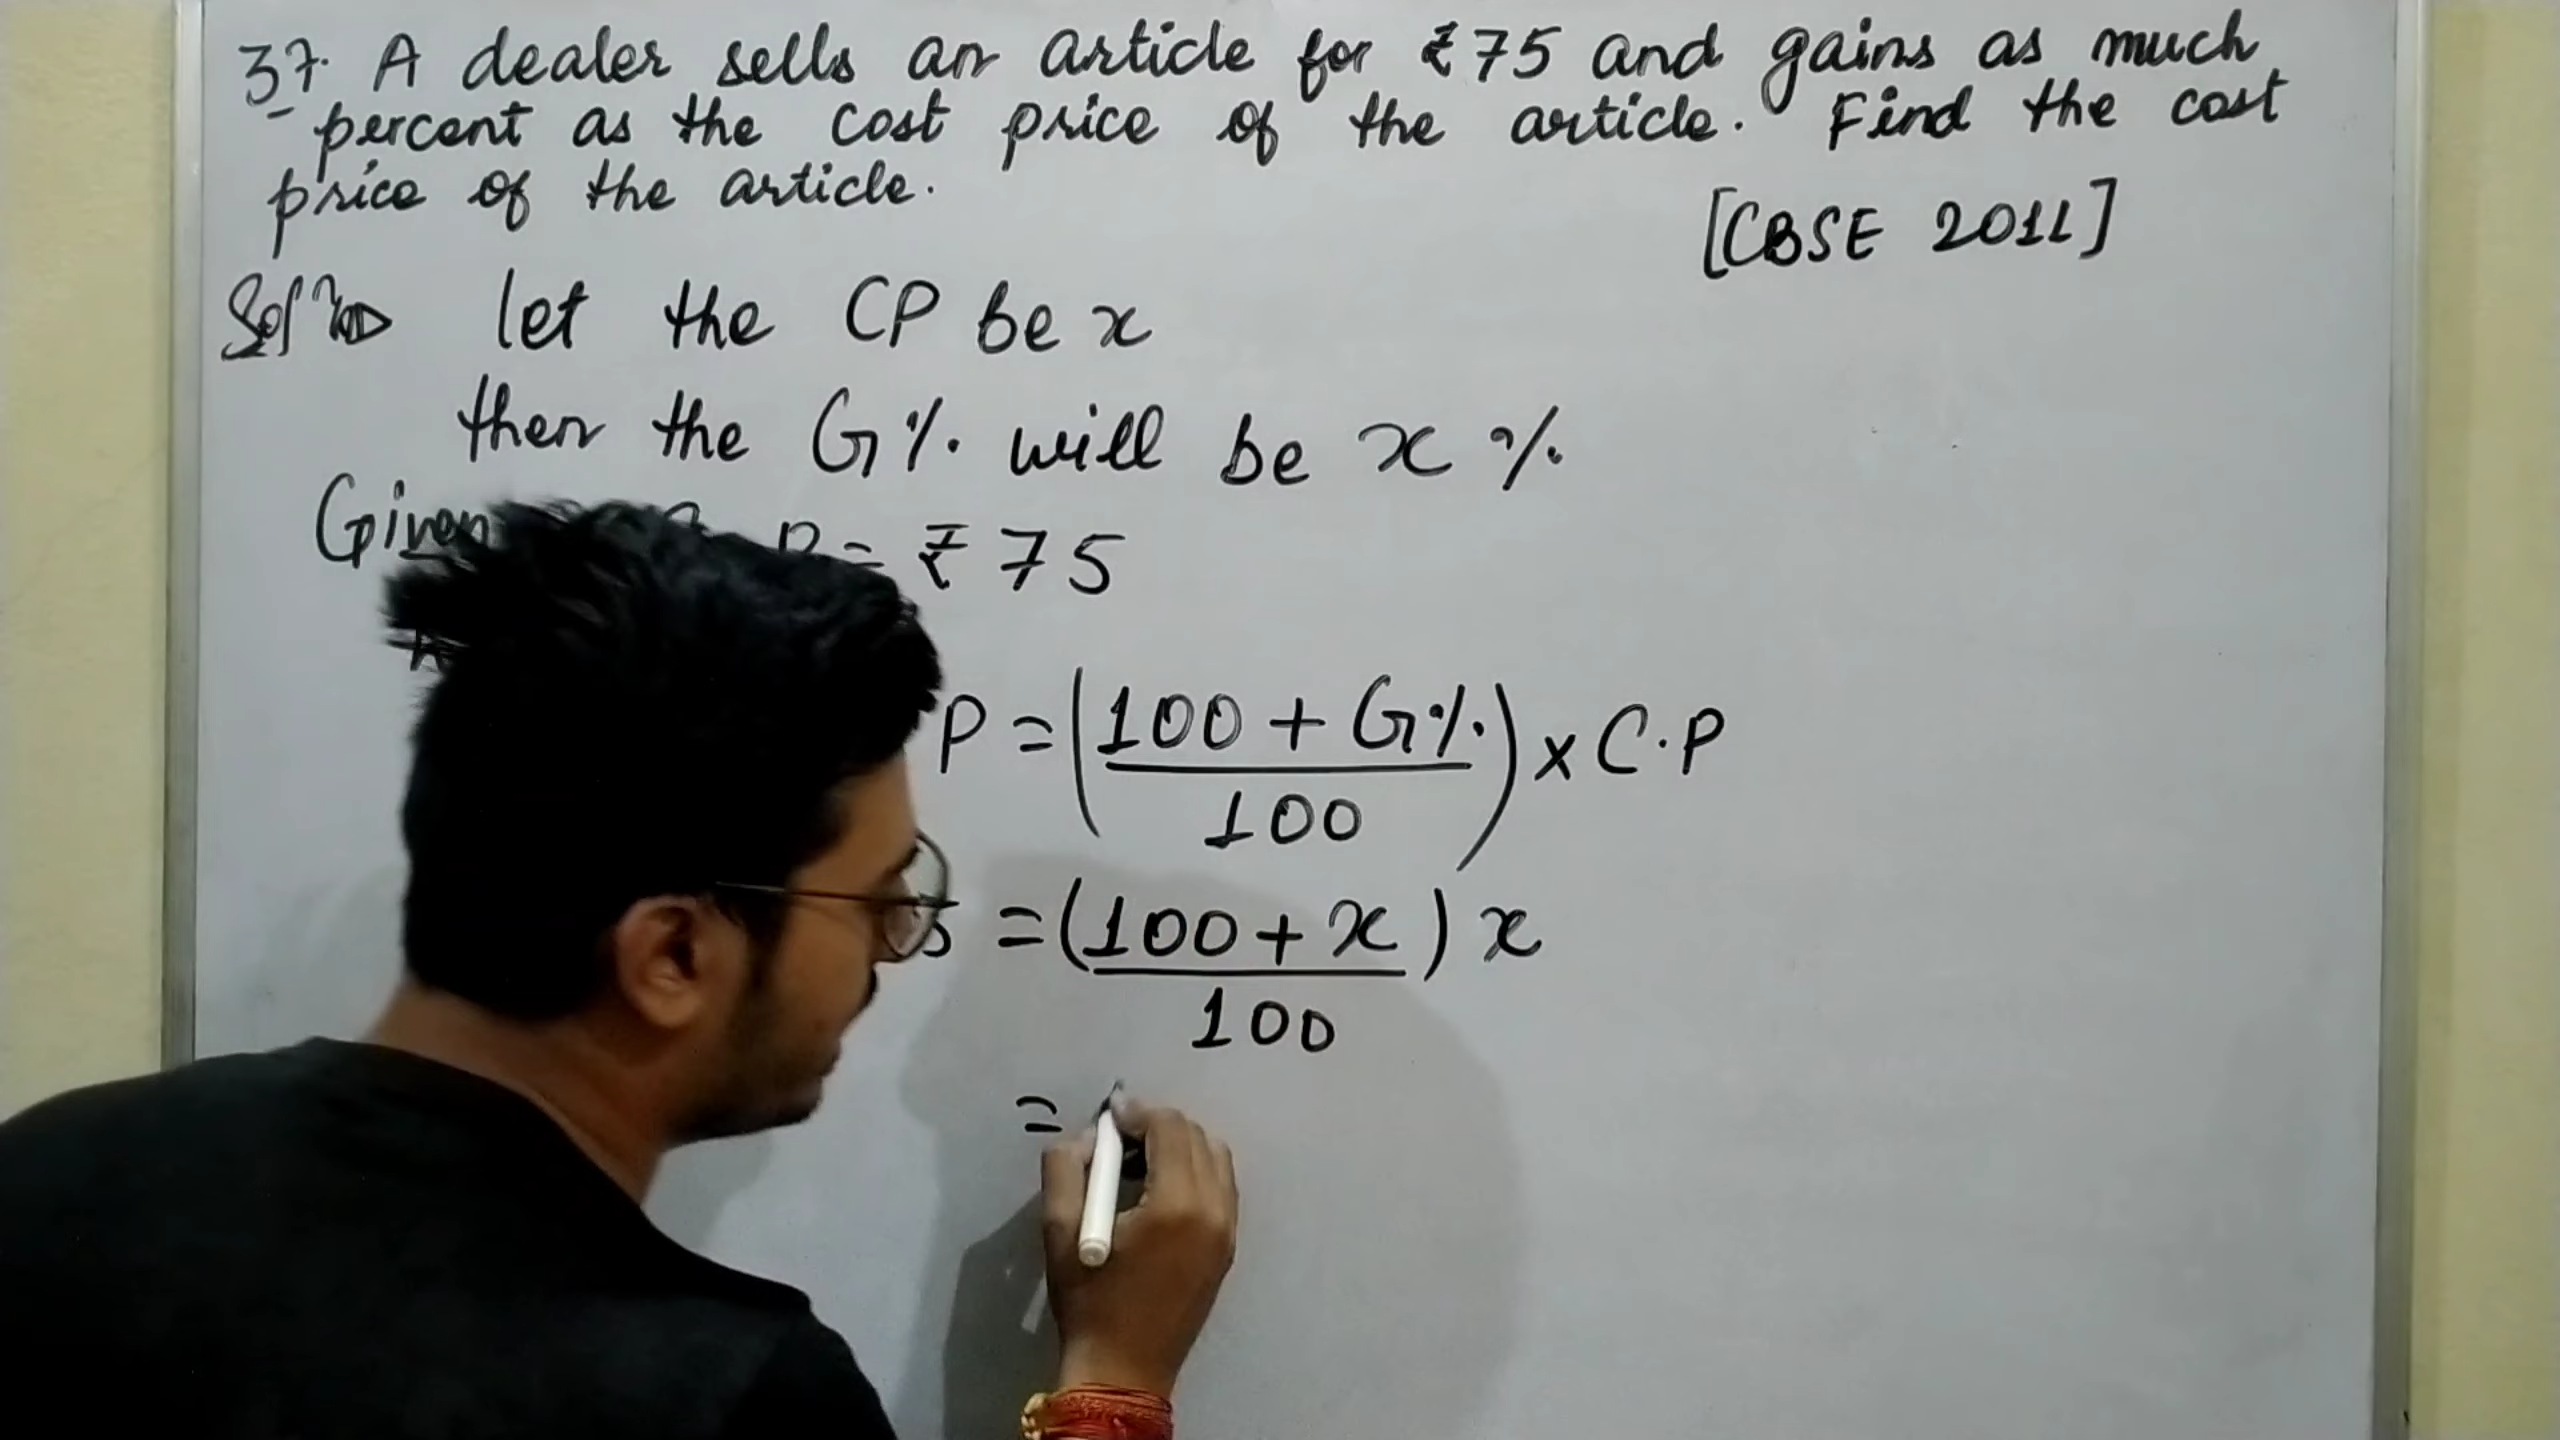 37. A dealer sells an article for ₹75 and gains as much
percent as the cost price of the article. Find the cost
price of the article.
[CBSE 2011]
Sol^n let the CP be x
then the G% will be x %
Given P = ₹75
P = (100 + G% / 100) × C.P
= (100 + x / 100) x
=